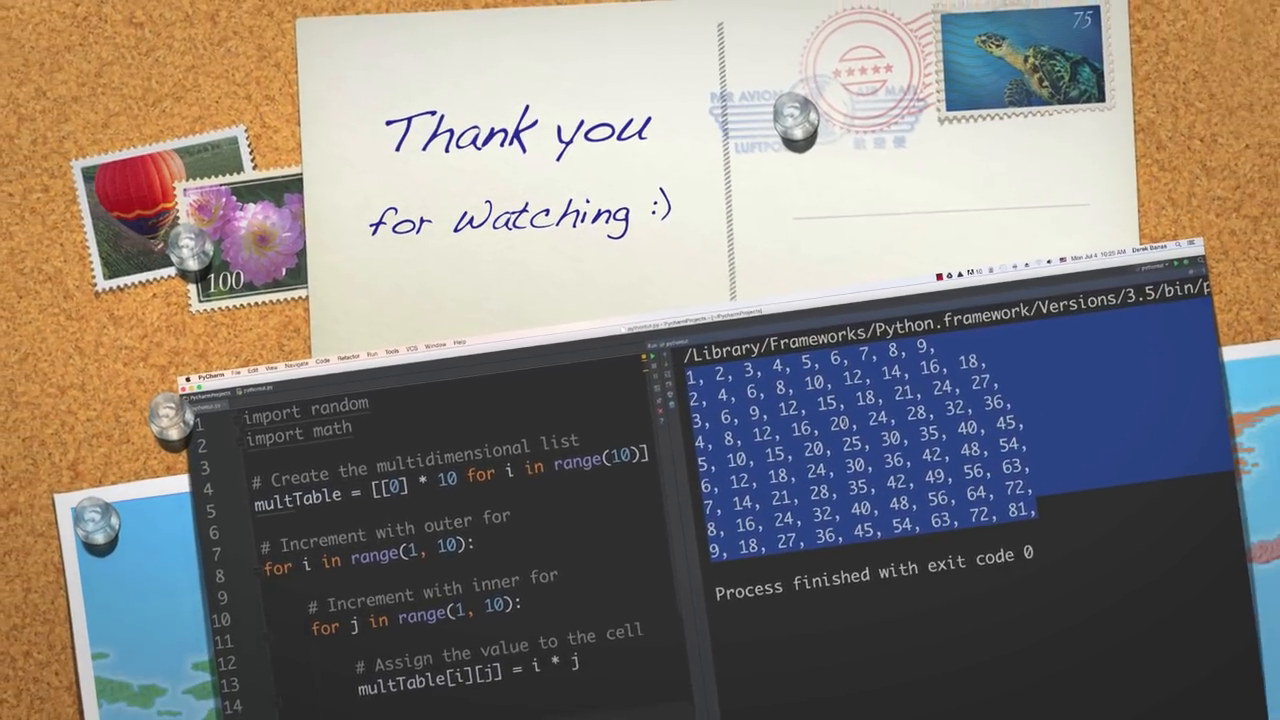 Thank you
for Watching :)
75
PAR AVION
AIR MAIL
100
Mon Jul 4 10:25 AM Derek Banas
PyCharm File Edit View Navigate Code Refactor Run Tools VCS Window Help
1 import random
2 import math
3
4 # Create the multidimensional list
5 multTable = [[0] * 10 for i in range(10)]
6
7 # Increment with outer for
8 for i in range(1, 10):
9
10 # Increment with inner for
11 for j in range(1, 10):
12
13 # Assign the value to the cell
14 multTable[i][j] = i * j
/Library/Frameworks/Python.framework/Versions/3.5/bin/p
1, 2, 3, 4, 5, 6, 7, 8, 9,
2, 4, 6, 8, 10, 12, 14, 16, 18,
3, 6, 9, 12, 15, 18, 21, 24, 27,
4, 8, 12, 16, 20, 24, 28, 32, 36,
5, 10, 15, 20, 25, 30, 35, 40, 45,
6, 12, 18, 24, 30, 36, 42, 48, 54,
7, 14, 21, 28, 35, 42, 49, 56, 63,
8, 16, 24, 32, 40, 48, 56, 64, 72,
9, 18, 27, 36, 45, 54, 63, 72, 81,
Process finished with exit code 0